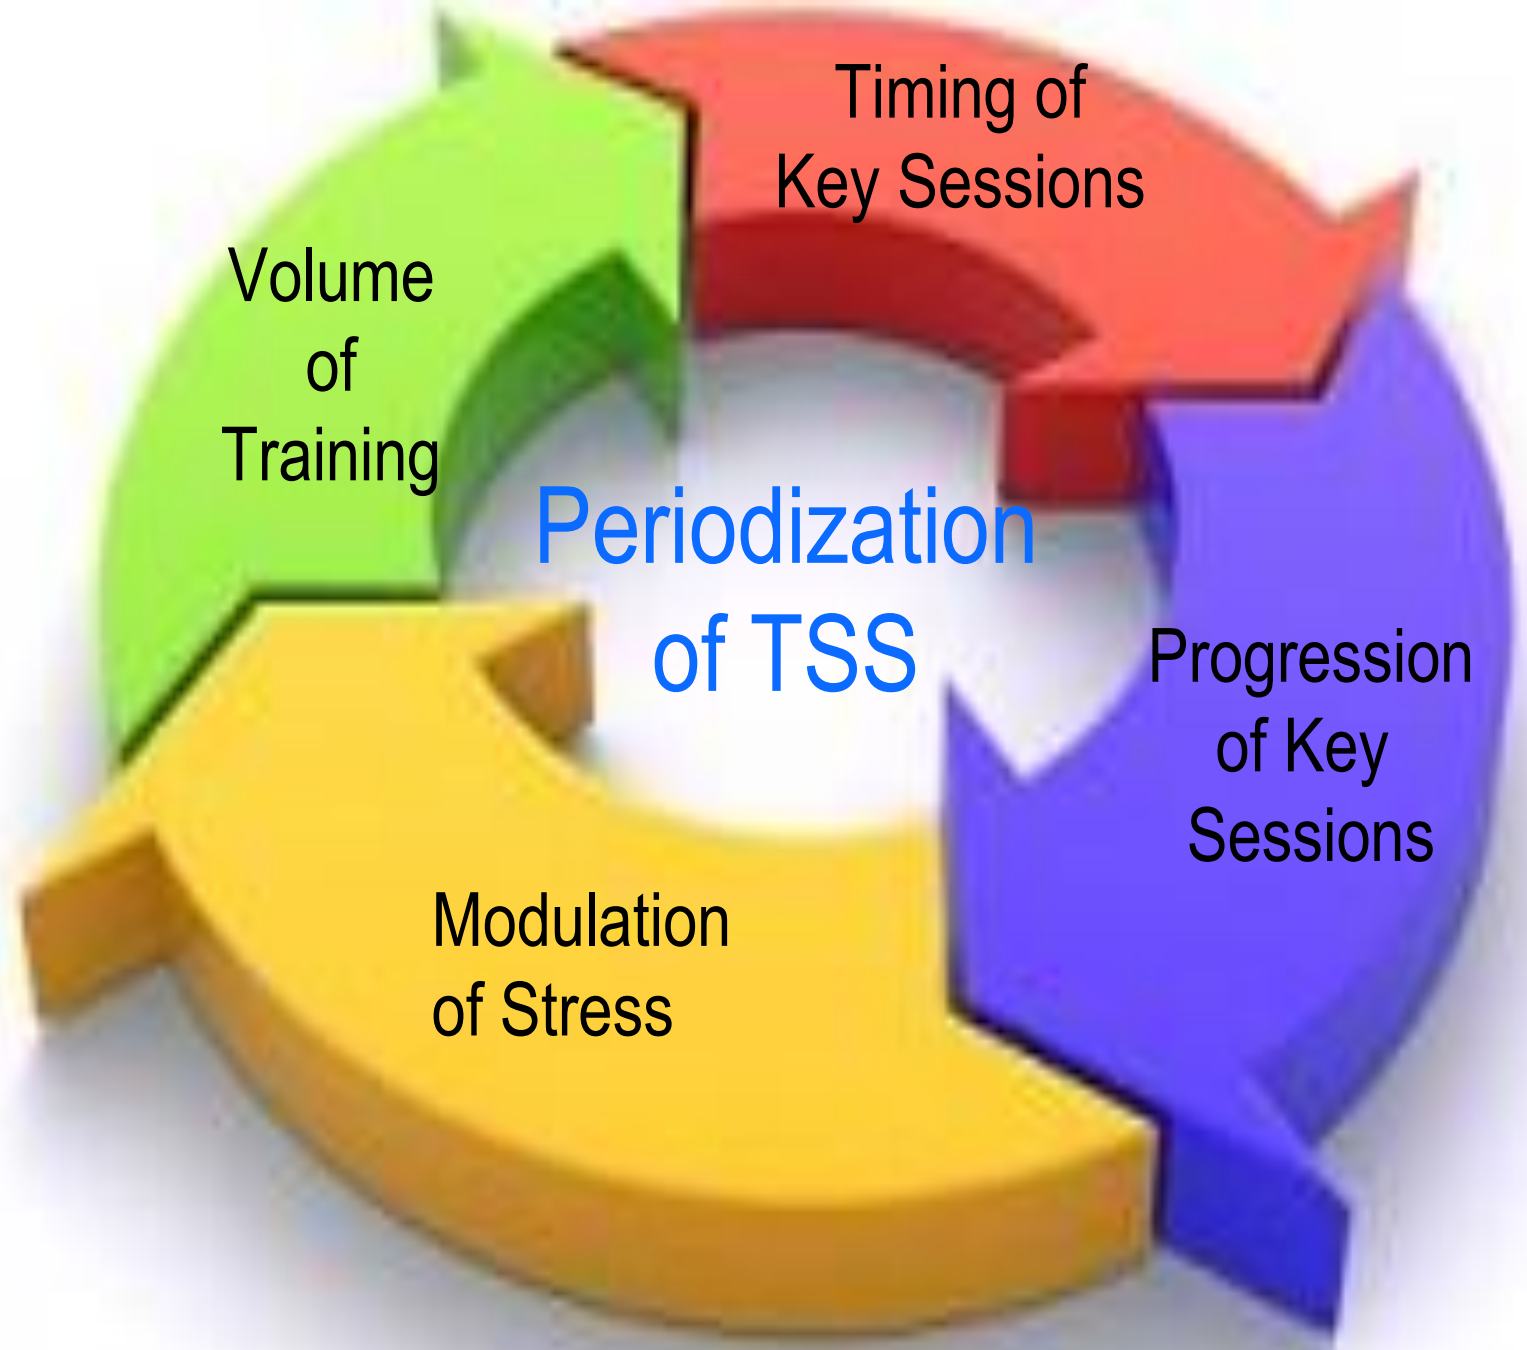 Timing of
Key Sessions
Volume
of
Training
Periodization
of TSS
Progression
of Key
Sessions
Modulation
of Stress